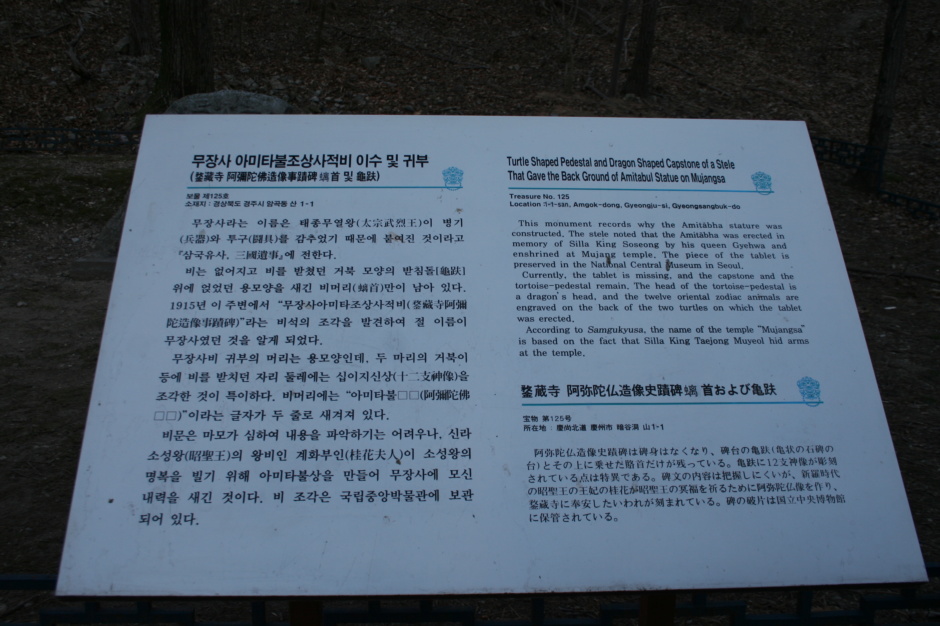 무장사 아미타불조상사적비 이수 및 귀부
(鍪藏寺 阿彌陀佛造像事蹟碑 螭首 및 龜趺)
보물 제125호
소재지 : 경상북도 경주시 암곡동 산 1-1
무장사라는 이름은 태종무열왕(太宗武烈王)이 병기
(兵器)와 투구(鬪具)를 감추었기 때문에 붙여진 것이라고
『삼국유사, 三國遺事』에 전한다.
비는 없어지고 비를 받쳤던 거북 모양의 받침돌[龜趺]
위에 얹었던 용모양을 새긴 비머리(螭首)만이 남아 있다.
1915년 이 주변에서 “무장사아미타조상사적비(鍪藏寺阿彌
陀造像事蹟碑)”라는 비석의 조각을 발견하여 절 이름이
무장사였던 것을 알게 되었다.
무장사비 귀부의 머리는 용모양인데, 두 마리의 거북이
등에 비를 받치던 자리 둘레에는 십이지신상(十二支神像)을
조각한 것이 특이하다. 비머리에는 “아미타불□□(阿彌陀佛
□□)”이라는 글자가 두 줄로 새겨져 있다.
비문은 마모가 심하여 내용을 파악하기는 어려우나, 신라
소성왕(昭聖王)의 왕비인 계화부인(桂花夫人)이 소성왕의
명복을 빌기 위해 아미타불상을 만들어 무장사에 모신
내력을 새긴 것이다. 비 조각은 국립중앙박물관에 보관
되어 있다.
Turtle Shaped Pedestal and Dragon Shaped Capstone of a Stele
That Gave the Back Ground of Amitabul Statue on Mujangsa
Treasure No. 125
Location : 1-1-san, Amgok-dong, Gyeongju-si, Gyeongsangbuk-do
This monument records why the Amitābha stature was
constructed. The stele noted that the Amitābha was erected in
memory of Silla King Soseong by his queen Gyehwa and
enshrined at Mujang temple. The piece of the tablet is
preserved in the National Central Museum in Seoul.
Currently, the tablet is missing, and the capstone and the
tortoise-pedestal remain. The head of the tortoise-pedestal is
a dragon's head, and the twelve oriental zodiac animals are
engraved on the back of the two turtles on which the tablet
was erected.
According to Samgukyusa, the name of the temple "Mujangsa"
is based on the fact that Silla King Taejong Muyeol hid arms
at the temple.
鍪蔵寺 阿弥陀仏造像史蹟碑 螭 首および亀趺
宝物 第125号
所在地 : 慶尚北道 慶州市 暗谷洞 山1-1
阿弥陀仏造像史蹟碑は碑身はなくなり、碑台の亀趺(亀状の石碑の
台)とその上に乗せた螭首だけが残っている。亀趺に12支神像が彫刻
されている点は特異である。碑文の内容は把握しにくいが、新羅時代
の昭聖王の王妃の桂花が昭聖王の冥福を祈るために阿弥陀仏像を作り、
鍪蔵寺に奉安したいわれが刻まれている。碑の破片は国立中央博物館
に保管されている。